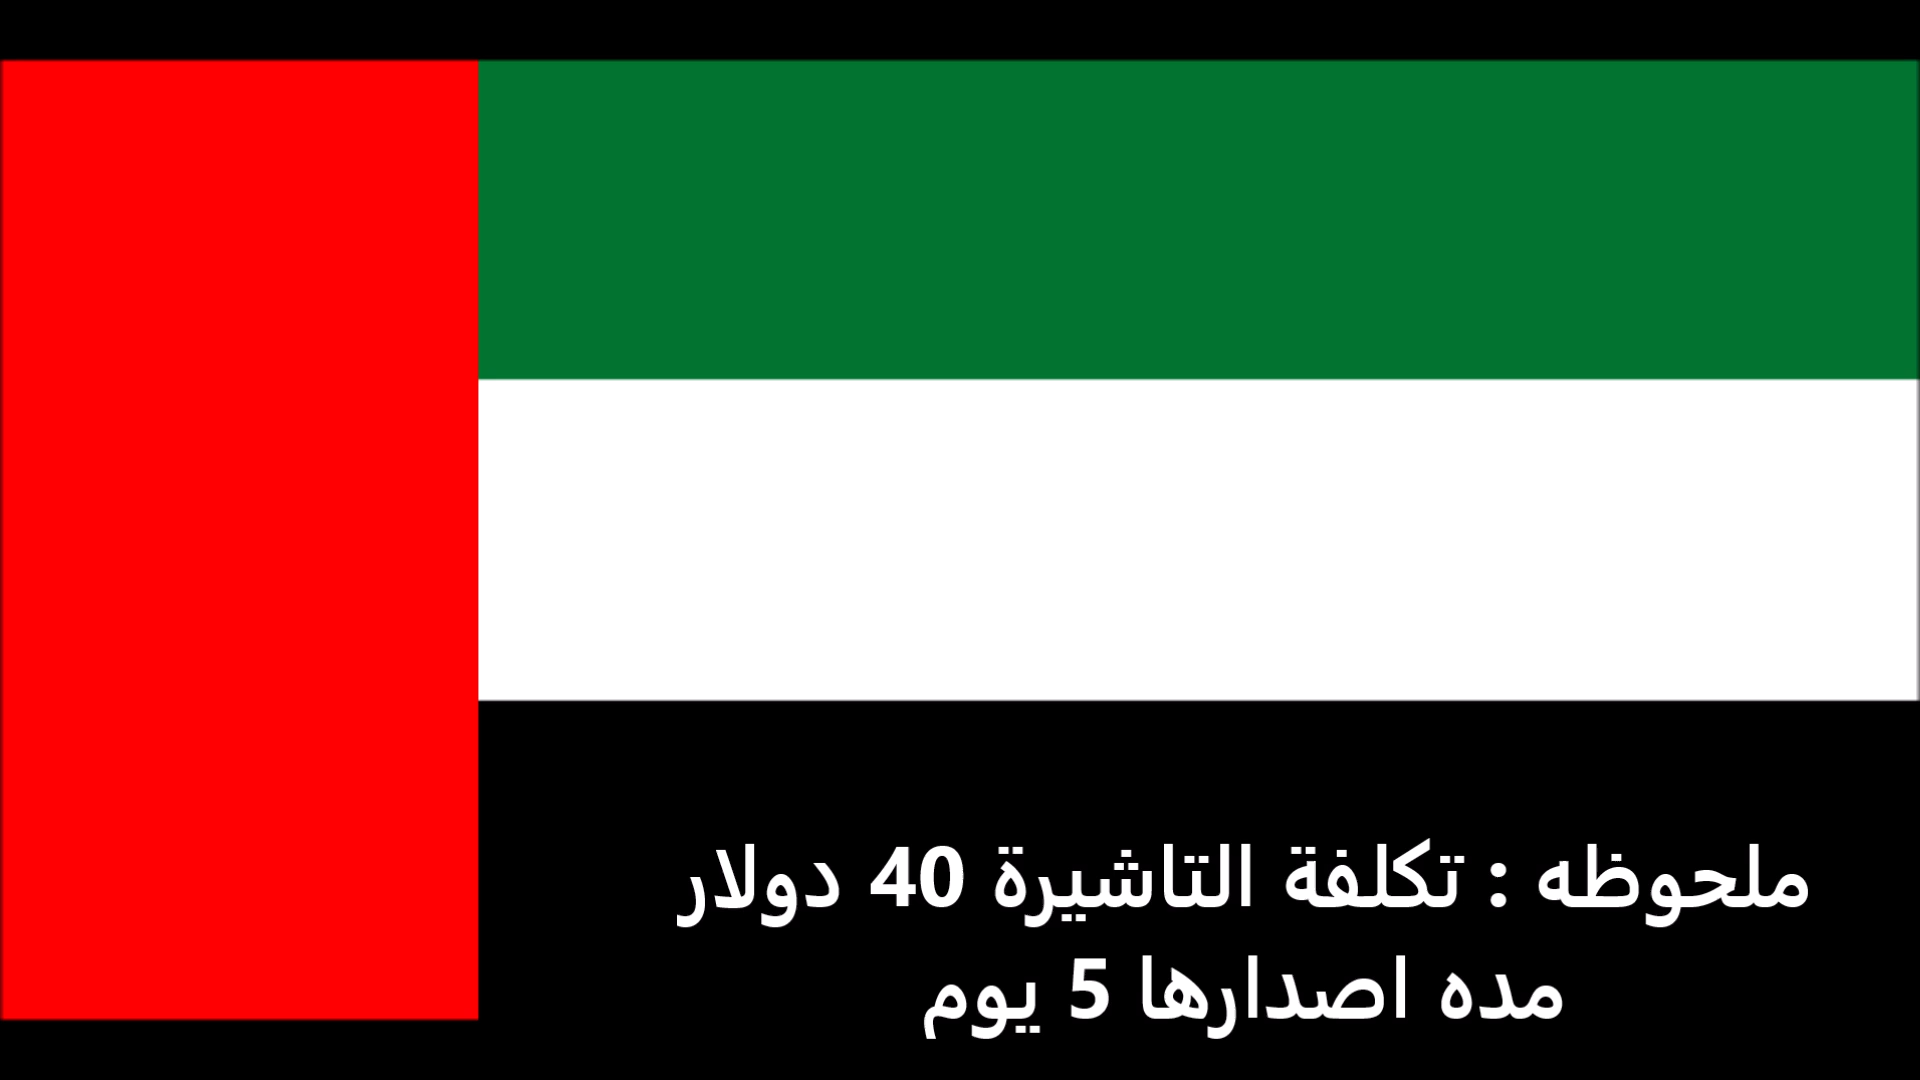 ملحوظه : تكلفة التاشيرة 40 دولار
مده اصدارها 5 يوم